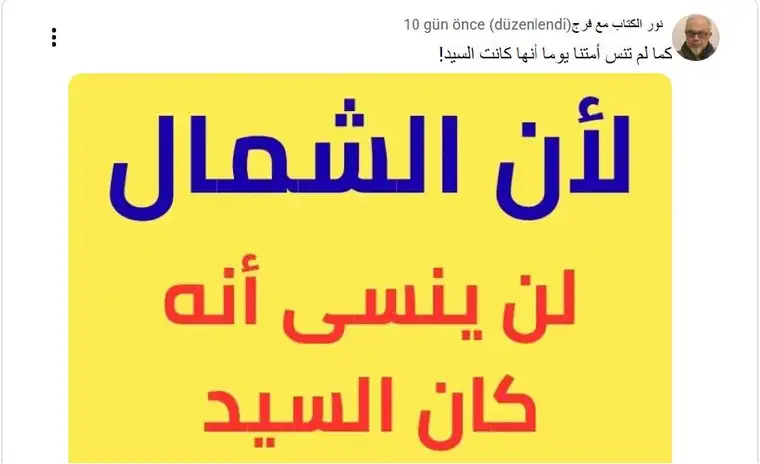 نور الكتاب مع فرج(düzenlendi) 10 gün önce
كما لم تنس أمتنا يوما أنها كانت السيد!
لأن الشمال
لن ينسى أنه
كان السيد